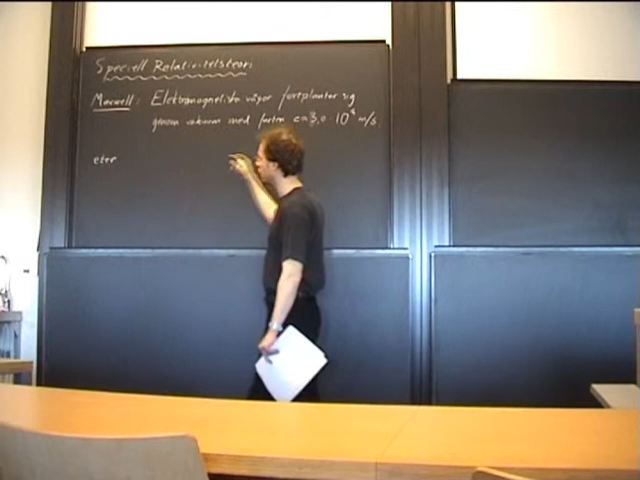 Speciell Relativitetsteori
Maxwell: Elektromagnetiska vågor fortplantar sig
genom vakuum med farten c=3,0·10⁸ m/s.
eter